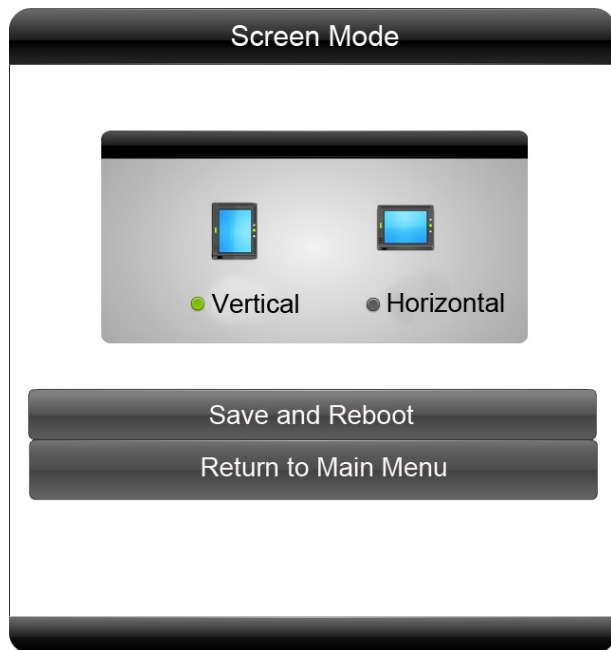 Screen Mode
Vertical
Horizontal
Save and Reboot
Return to Main Menu